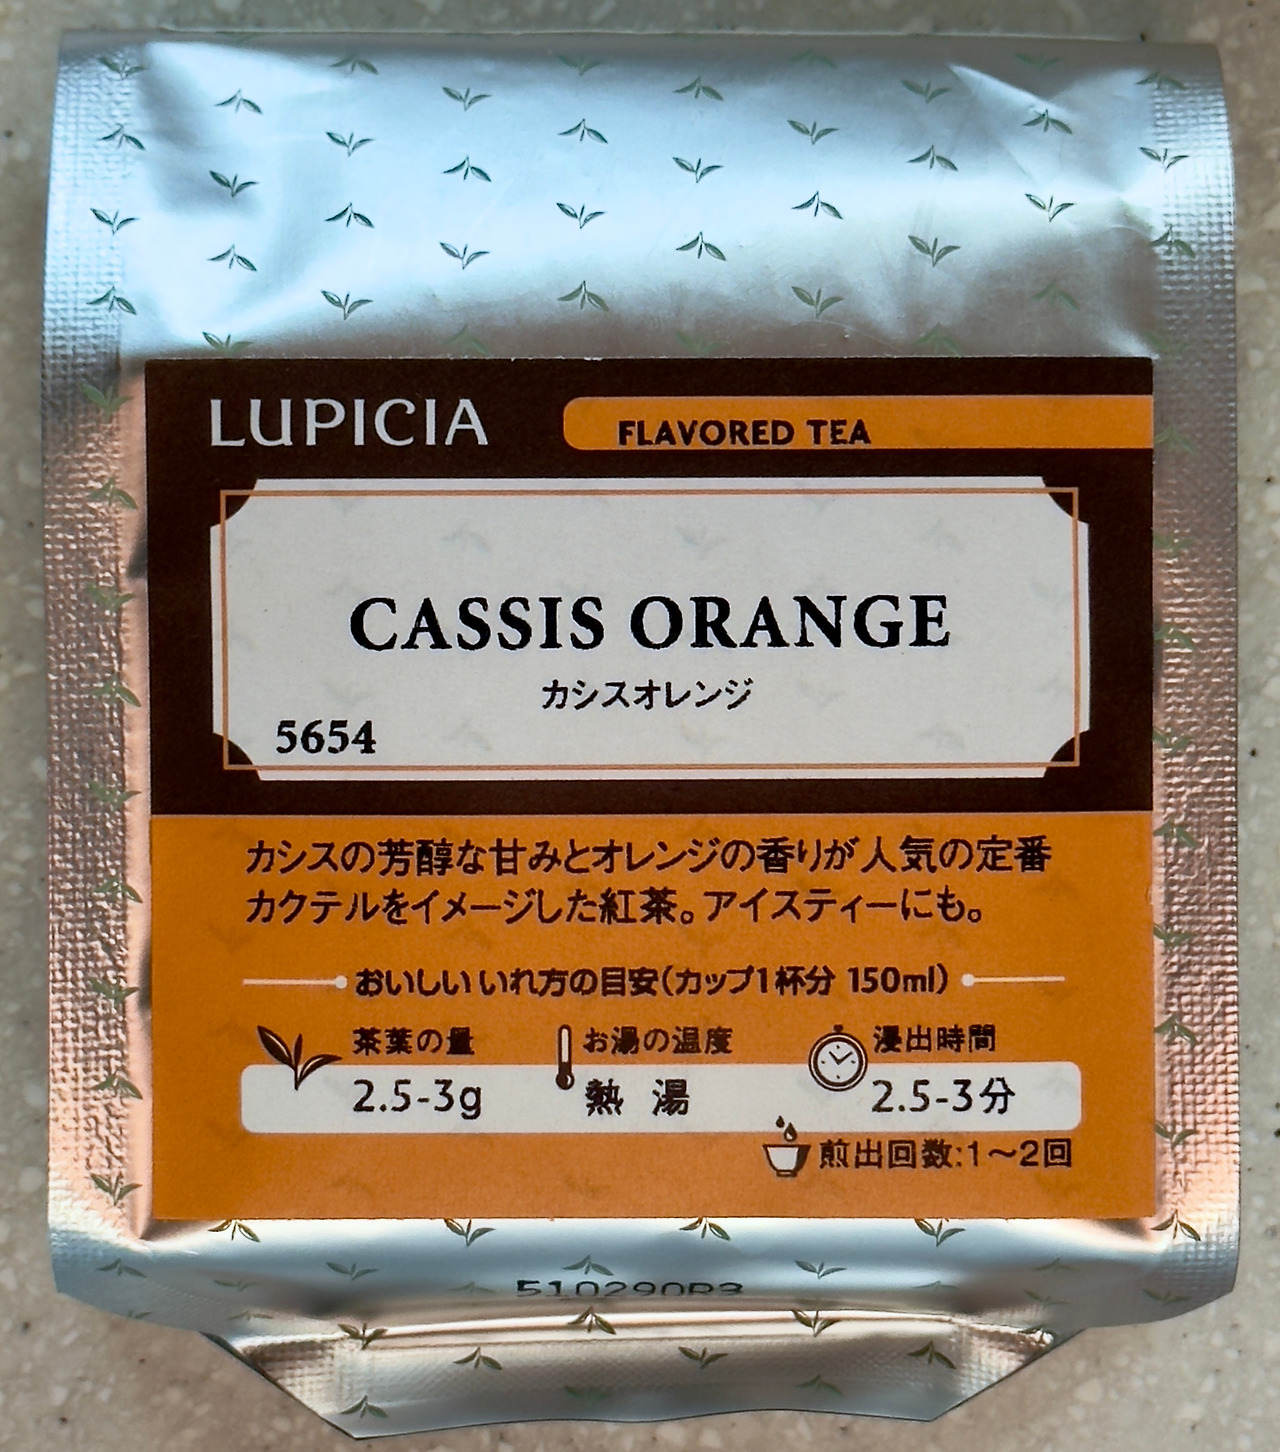 LUPICIA
FLAVORED TEA
CASSIS ORANGE
カシスオレンジ
5654
カシスの芳醇な甘みとオレンジの香りが人気の定番
カクテルをイメージした紅茶。アイスティーにも。
おいしいいれ方の目安(カップ1杯分 150ml)
茶葉の量 お湯の温度 浸出時間
2.5-3g 熱 湯 2.5-3分
煎出回数:1〜2回
510290R3